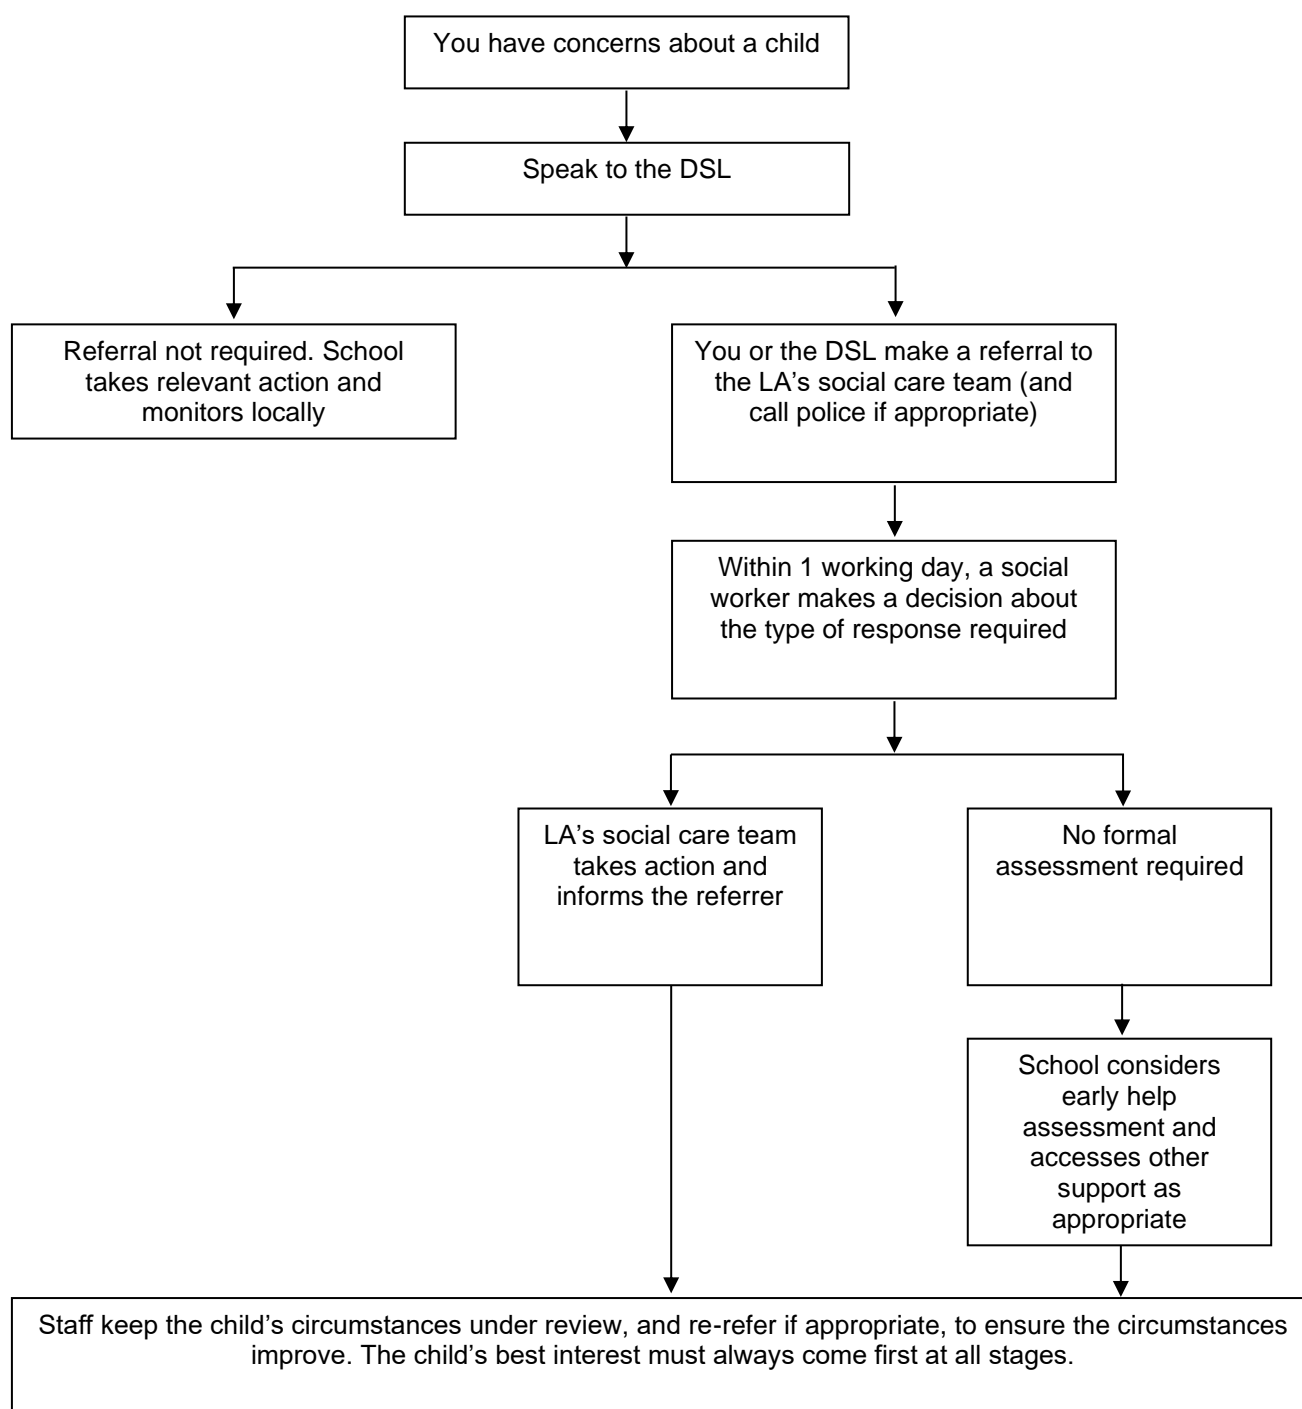 You have concerns about a child
Speak to the DSL
Referral not required. School
takes relevant action and
monitors locally
You or the DSL make a referral to
the LA’s social care team (and
call police if appropriate)
Within 1 working day, a social
worker makes a decision about
the type of response required
LA’s social care team
takes action and
informs the referrer
No formal
assessment required
School considers
early help
assessment and
accesses other
support as
appropriate
Staff keep the child’s circumstances under review, and re-refer if appropriate, to ensure the circumstances
improve. The child’s best interest must always come first at all stages.